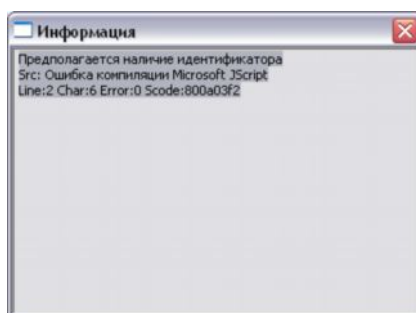 Информация
Предполагается наличие идентификатора
Src: Ошибка компиляции Microsoft JScript
Line:2 Char:6 Error:0 Scode:800a03f2